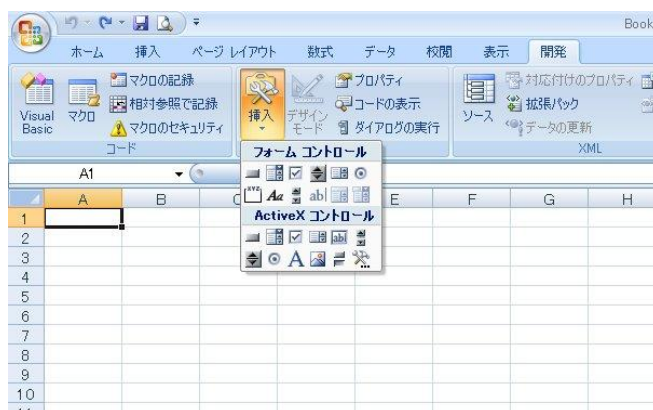 Book
ホーム 挿入 ページ レイアウト 数式 データ 校閲 表示 開発
Visual Basic
マクロ
マクロの記録
相対参照で記録
マクロのセキュリティ
コード
挿入
デザイン モード
プロパティ
コードの表示
ダイアログの実行
ソース
対応付けのプロパティ
拡張パック
データの更新
XML
フォーム コントロール
XYZ Aa ab|
ActiveX コントロール
ab|
A
A1
A B C E F G H
1
2
3
4
5
6
7
8
9
10